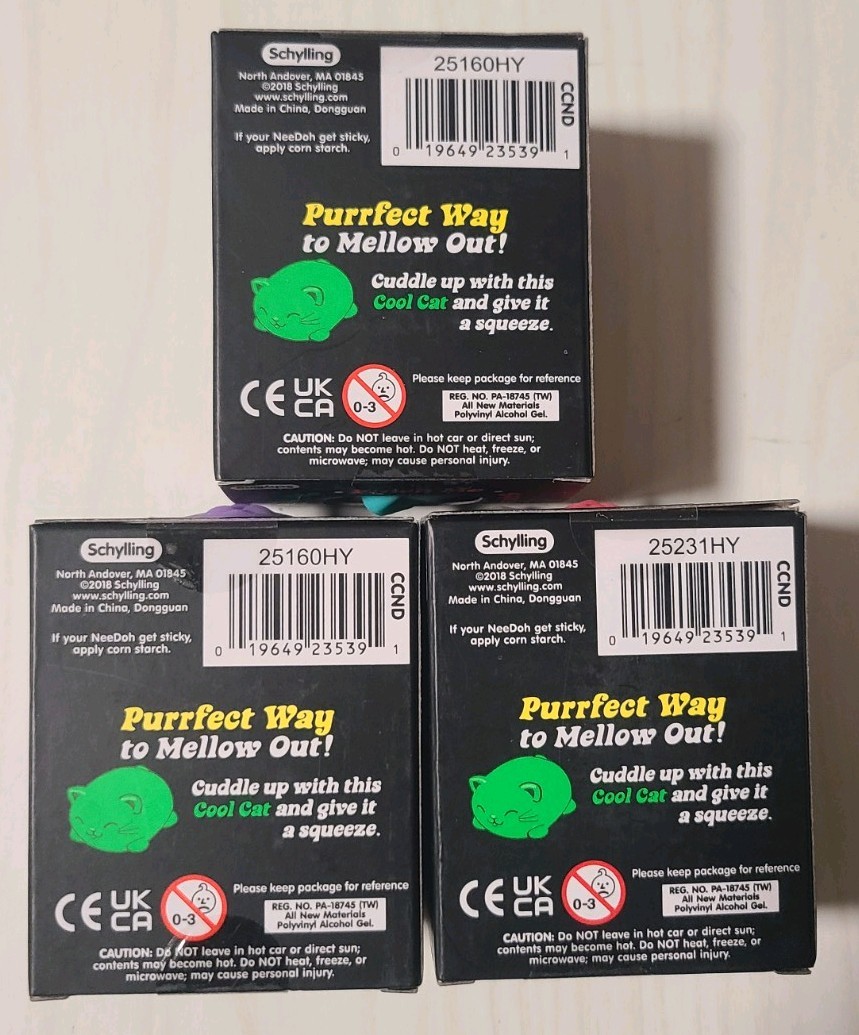 Schylling
North Andover, MA 01845
©2018 Schylling
www.schylling.com
Made in China, Dongguan
If your NeeDoh get sticky,
apply corn starch.
25160HY
CCND
0 19649 23539 1
Purrfect Way
to Mellow Out!
Cuddle up with this
Cool Cat and give it
a squeeze.
CE UK
CA
0-3
Please keep package for reference
REG. NO. PA-18745 (TW)
All New Materials
Polyvinyl Alcohol Gel.
CAUTION: Do NOT leave in hot car or direct sun;
contents may become hot. Do NOT heat, freeze, or
microwave; may cause personal injury.
Schylling
North Andover, MA 01845
©2018 Schylling
www.schylling.com
Made in China, Dongguan
If your NeeDoh get sticky,
apply corn starch.
25160HY
CCND
0 19649 23539 1
Purrfect Way
to Mellow Out!
Cuddle up with this
Cool Cat and give it
a squeeze.
CE UK
CA
0-3
Please keep package for reference
REG. NO. PA-18745 (TW)
All New Materials
Polyvinyl Alcohol Gel.
CAUTION: Do NOT leave in hot car or direct sun;
contents may become hot. Do NOT heat, freeze, or
microwave; may cause personal injury.
Schylling
North Andover, MA 01845
©2018 Schylling
www.schylling.com
Made in China, Dongguan
If your NeeDoh get sticky,
apply corn starch.
25231HY
CCND
0 19649 23539 1
Purrfect Way
to Mellow Out!
Cuddle up with this
Cool Cat and give it
a squeeze.
CE UK
CA
0-3
Please keep package for reference
REG. NO. PA-18745 (TW)
All New Materials
Polyvinyl Alcohol Gel.
CAUTION: Do NOT leave in hot car or direct sun;
contents may become hot. Do NOT heat, freeze, or
microwave; may cause personal injury.